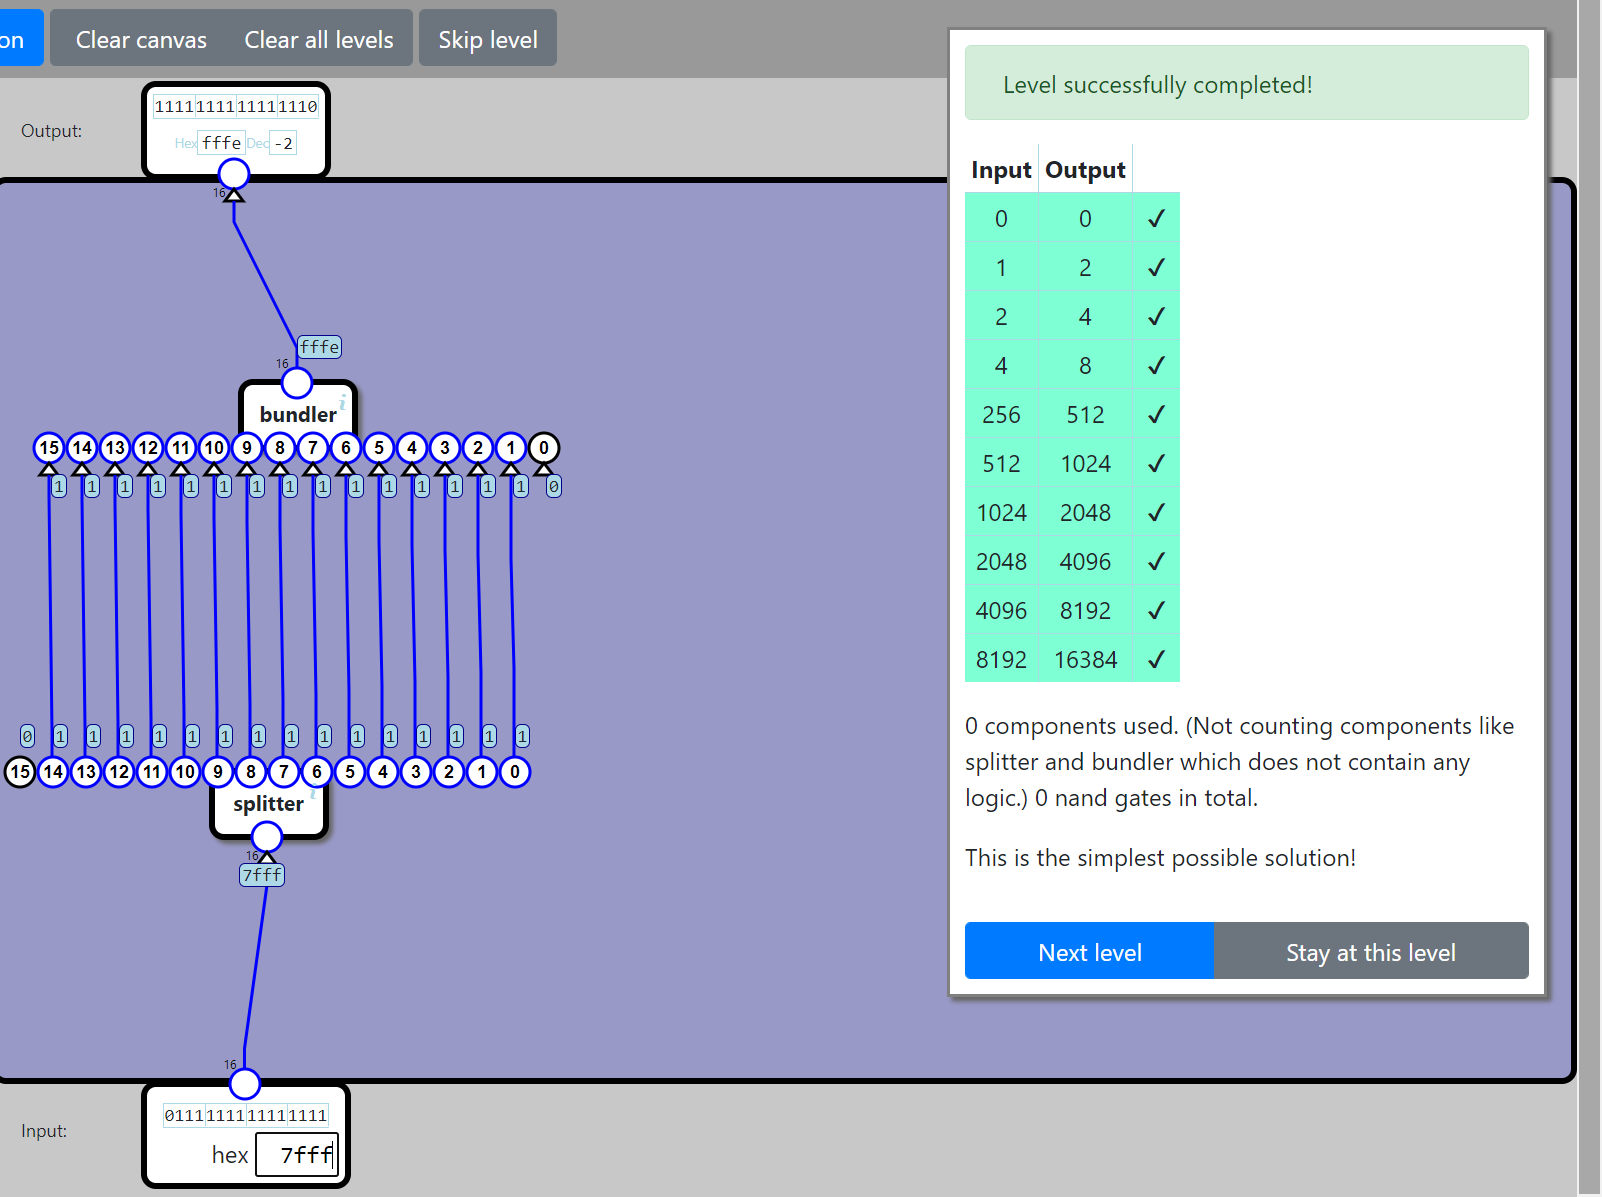 on Clear canvas Clear all levels Skip level
Output:
1111111111111110
Hex fffe Dec -2
16
fffe
16
bundler i
15 14 13 12 11 10 9 8 7 6 5 4 3 2 1 0
1 1 1 1 1 1 1 1 1 1 1 1 1 1 1 0
0 1 1 1 1 1 1 1 1 1 1 1 1 1 1 1
15 14 13 12 11 10 9 8 7 6 5 4 3 2 1 0
splitter i
16
7fff
16
Input:
0111111111111111
hex 7fff
Level successfully completed!
Input Output
0 0 ✓
1 2 ✓
2 4 ✓
4 8 ✓
256 512 ✓
512 1024 ✓
1024 2048 ✓
2048 4096 ✓
4096 8192 ✓
8192 16384 ✓
0 components used. (Not counting components like
splitter and bundler which does not contain any
logic.) 0 nand gates in total.
This is the simplest possible solution!
Next level Stay at this level